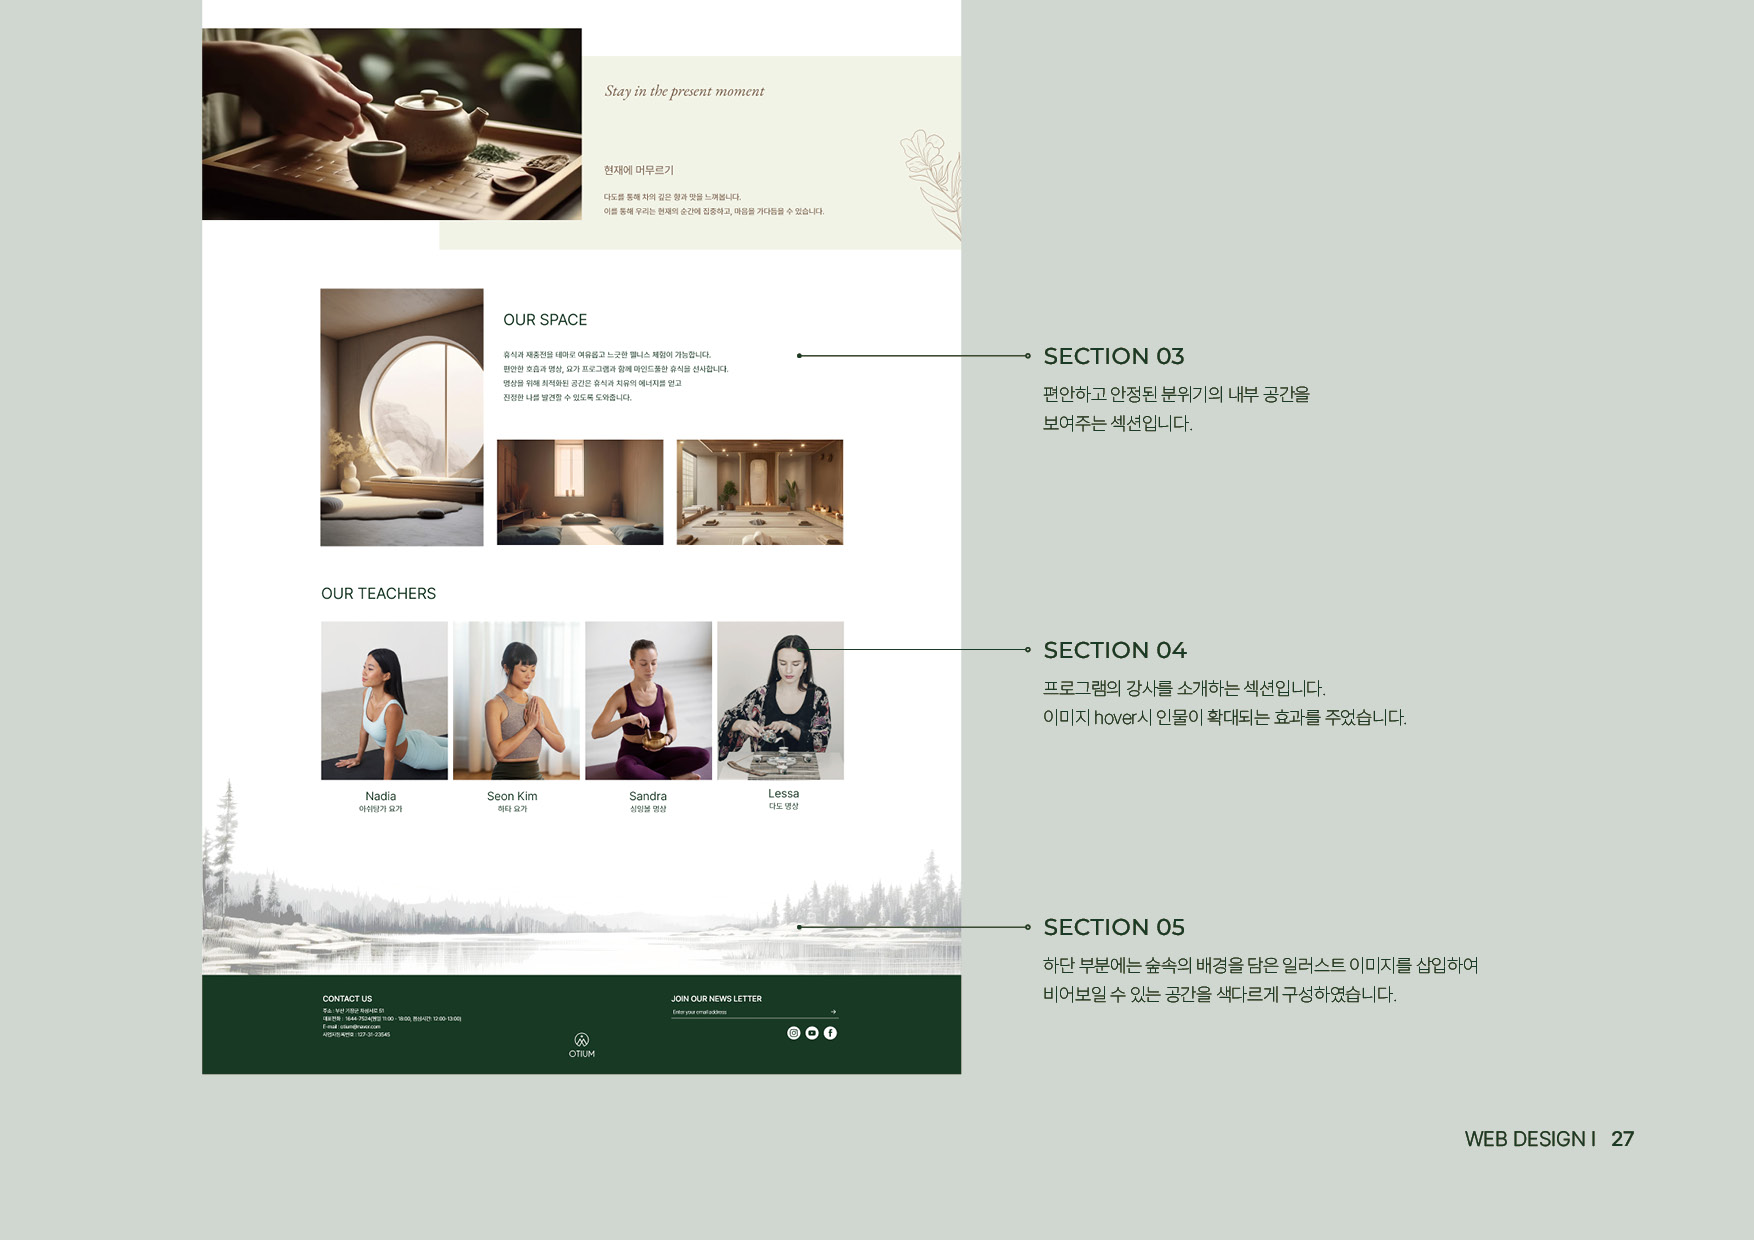 Stay in the present moment
현재에 머무르기
다도를 통해 차의 깊은 향과 맛을 느껴봅니다.
이를 통해 우리는 현재의 순간에 집중하고, 마음을 가다듬을 수 있습니다.
OUR SPACE
휴식과 재충전을 테마로 여유롭고 느긋한 웰니스 체험이 가능합니다.
편안한 호흡과 명상, 요가 프로그램과 함께 마인드풀한 휴식을 선사합니다.
명상을 위해 최적화된 공간은 휴식과 치유의 에너지를 얻고
진정한 나를 발견할 수 있도록 도와줍니다.
SECTION 03
편안하고 안정된 분위기의 내부 공간을
보여주는 섹션입니다.
OUR TEACHERS
Nadia
아쉬탕가 요가
Seon Kim
하타 요가
Sandra
싱잉볼 명상
Lessa
다도 명상
SECTION 04
프로그램의 강사를 소개하는 섹션입니다.
이미지 hover시 인물이 확대되는 효과를 주었습니다.
SECTION 05
하단 부분에는 숲속의 배경을 담은 일러스트 이미지를 삽입하여
비어보일 수 있는 공간을 색다르게 구성하였습니다.
CONTACT US
주소 : 부산 기장군 차성서로 51
대표전화 : 1644-7524(평일 11:00 - 18:00, 점심시간: 12:00-13:00)
E-mail : otium@naver.com
사업자등록번호 : 127-31-23545
OTIUM
JOIN OUR NEWS LETTER
Enter your email address
WEB DESIGN I 27